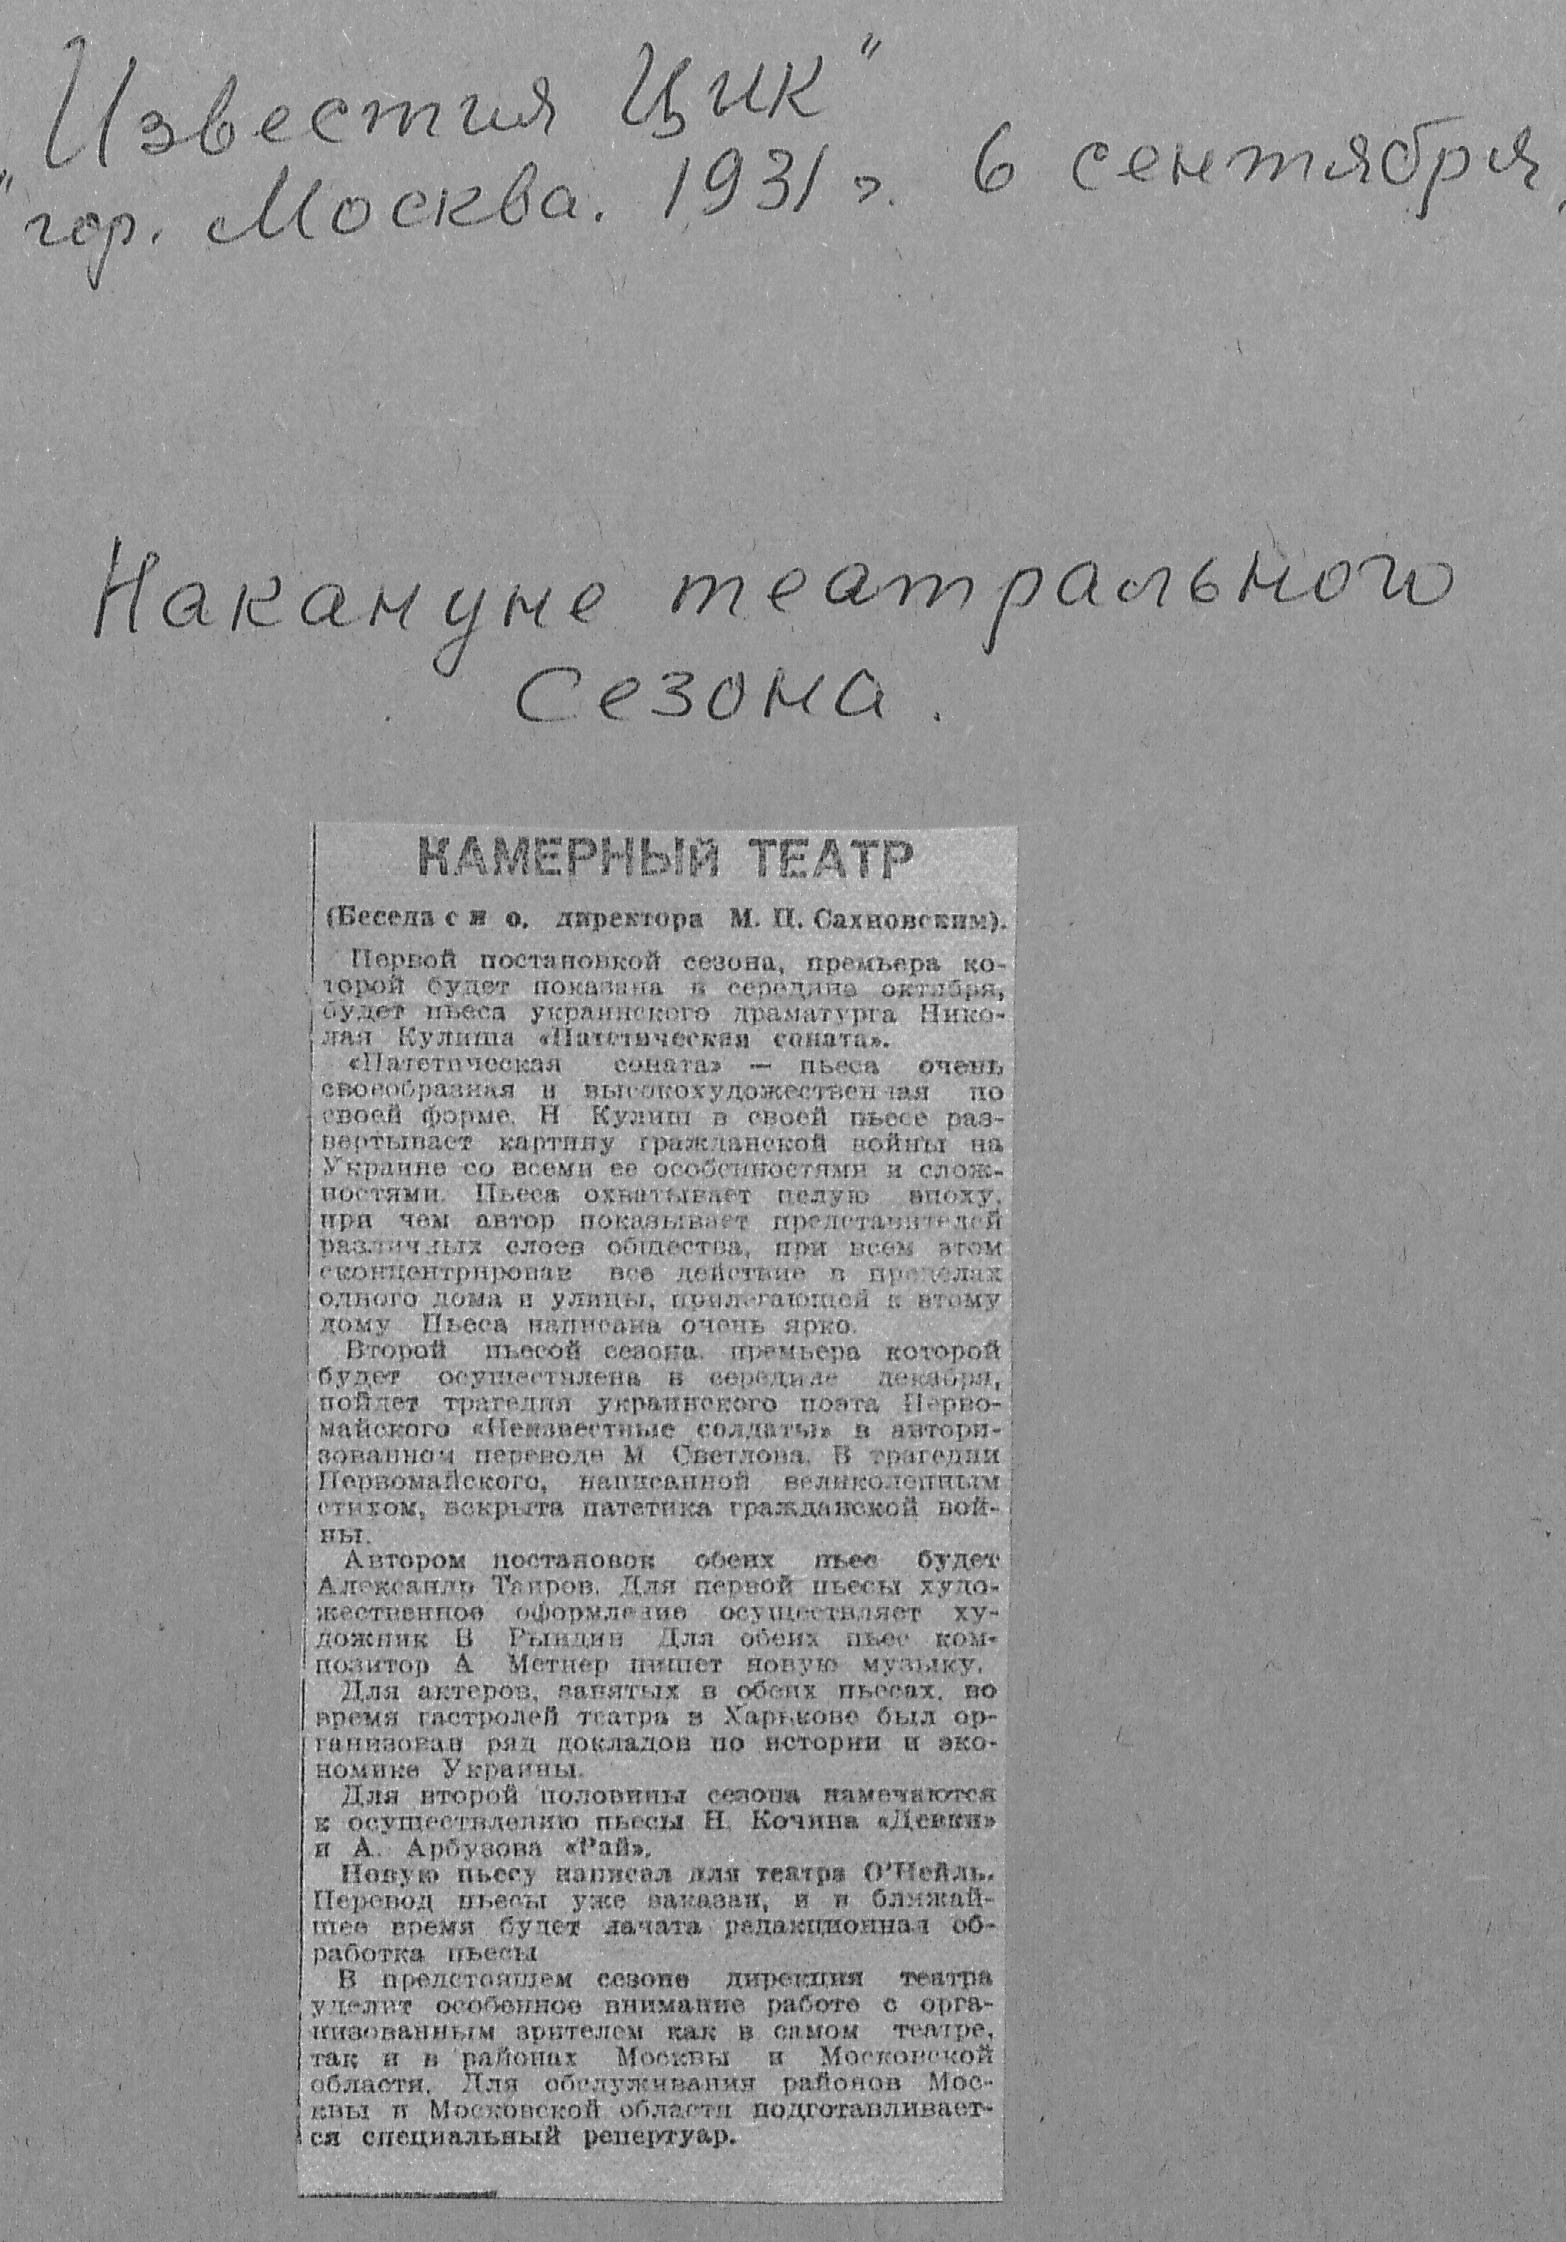 "Известия ЦИК"
гор. Москва. 1931 г. 6 сентября,
Накануне театрального
сезона.
КАМЕРНЫЙ ТЕАТР
(Беседа с и о. директора М. П. Сахновским).
Первой постановкой сезона, премьера ко-
торой будет показана в середине октября,
будет пьеса украинского драматурга Нико-
лая Кулиша «Патетическая соната».
«Патетическая соната» — пьеса очень
своеобразная и высокохудожественная по
своей форме. Н Кулиш в своей пьесе раз-
вертывает картину гражданской войны на
Украине со всеми ее особенностями и слож-
ностями. Пьеса охватывает целую эпоху,
при чем автор показывает представителей
различных слоев общества, при всем этом
сконцентрировав все действие в пределах
одного дома и улицы, прилегающей к этому
дому. Пьеса написана очень ярко.
Второй пьесой сезона, премьера которой
будет осуществлена в середине декабря,
пойдет трагедия украинского поэта Перво-
майского «Неизвестные солдаты» в автори-
зованном переводе М Светлова. В трагедии
Первомайского, написанной великолепным
стихом, вскрыта патетика гражданской вой-
ны.
Автором постановок обеих пьес будет
Александр Таиров. Для первой пьесы худо-
жественное оформление осуществляет ху-
дожник В Рындин Для обеих пьес ком-
позитор А Метнер пишет новую музыку.
Для актеров, занятых в обеих пьесах, во
время гастролей театра в Харькове был ор-
ганизован ряд докладов по истории и эко-
номике Украины.
Для второй половины сезона намечаются
к осуществлению пьесы Н. Кочина «Девки»
и А. Арбузова «Рай».
Новую пьесу написал для театра О'Нейль.
Перевод пьесы уже заказан, и в ближай-
шее время будет начата редакционная об-
работка пьесы
В предстоящем сезоне дирекция театра
уделит особенное внимание работе с орга-
низованным зрителем как в самом театре,
так и в районах Москвы и Московской
области. Для обслуживания районов Мос-
квы и Московской области подготавливает-
ся специальный репертуар.